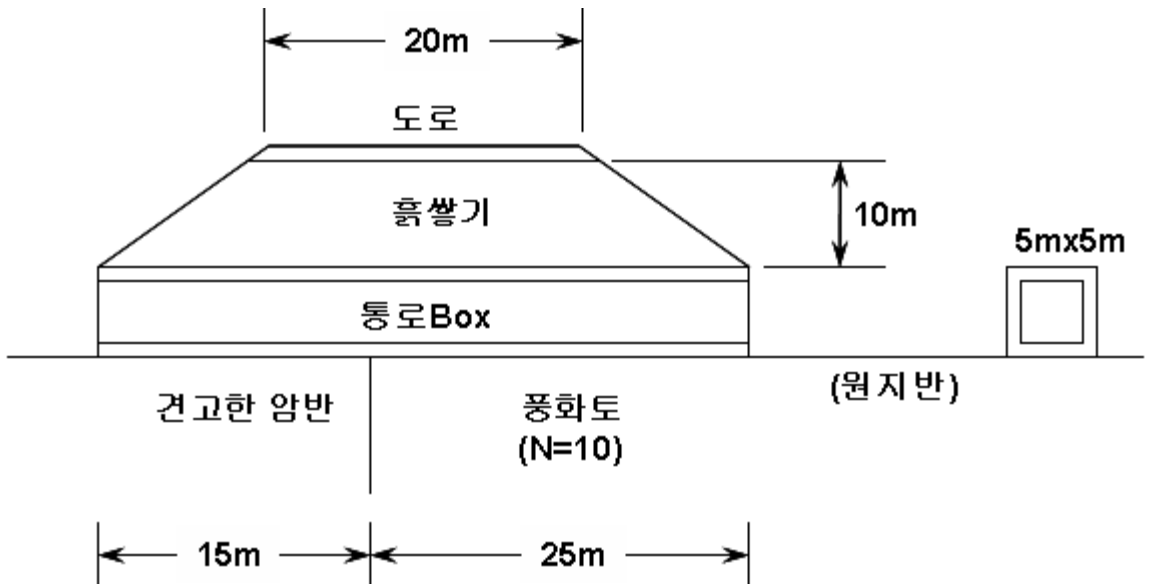 20m
도로
흙쌓기
10m
5mx5m
통로Box
견고한 암반
풍화토
(N=10)
(원지반)
15m
25m